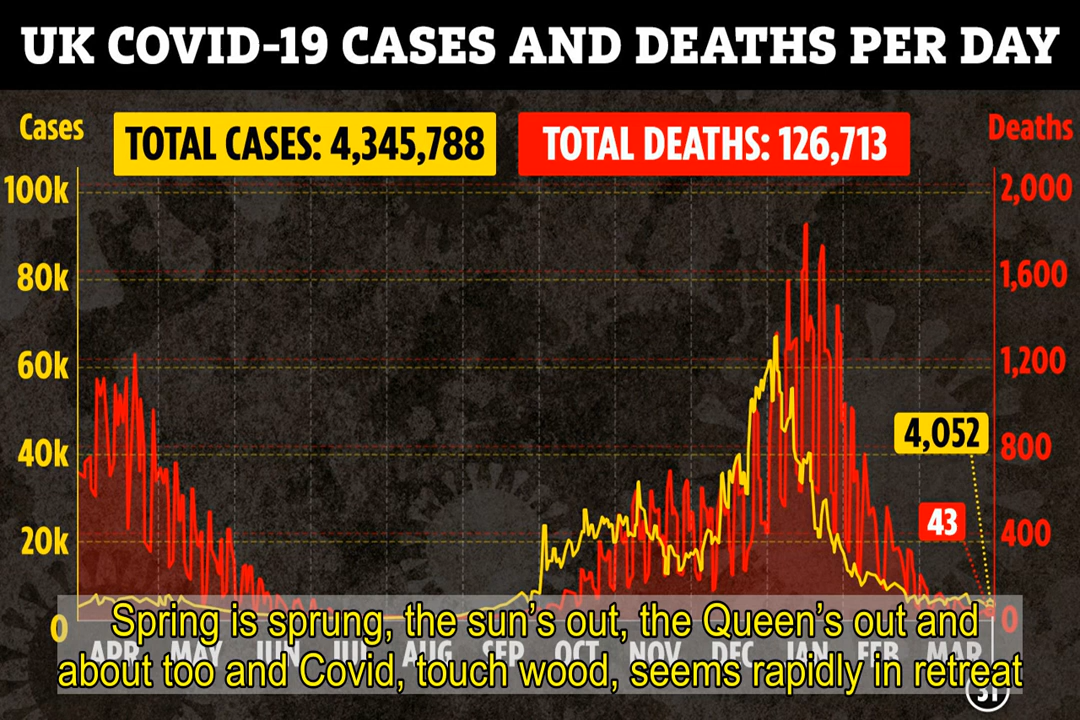 UK COVID-19 CASES AND DEATHS PER DAY
Cases
TOTAL CASES: 4,345,788
TOTAL DEATHS: 126,713
Deaths
100k
2,000
80k
1,600
60k
1,200
40k
4,052
800
20k
43
400
0
0
APR MAY JUN JUL AUG SEP OCT NOV DEC JAN FEB MAR
31
Spring is sprung, the sun's out, the Queen's out and
about too and Covid, touch wood, seems rapidly in retreat